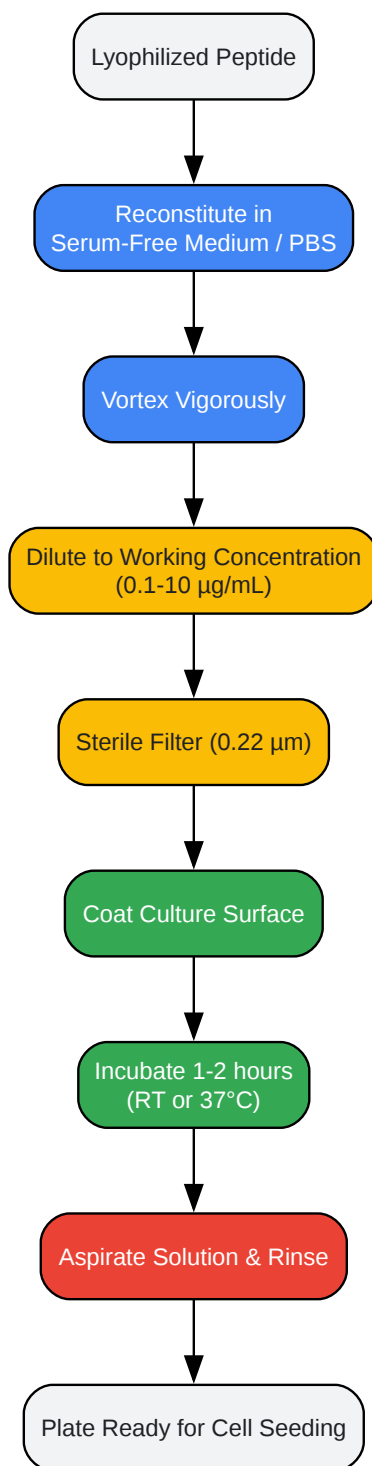 Lyophilized Peptide
Reconstitute in
Serum-Free Medium / PBS
Vortex Vigorously
Dilute to Working Concentration
(0.1-10 µg/mL)
Sterile Filter (0.22 µm)
Coat Culture Surface
Incubate 1-2 hours
(RT or 37°C)
Aspirate Solution & Rinse
Plate Ready for Cell Seeding